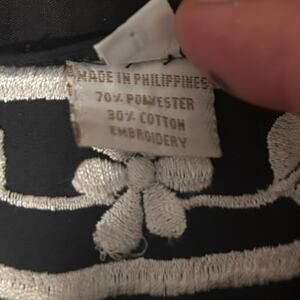 MADE IN PHILIPPINES
70% POLYESTER
30% COTTON
EMBROIDERY